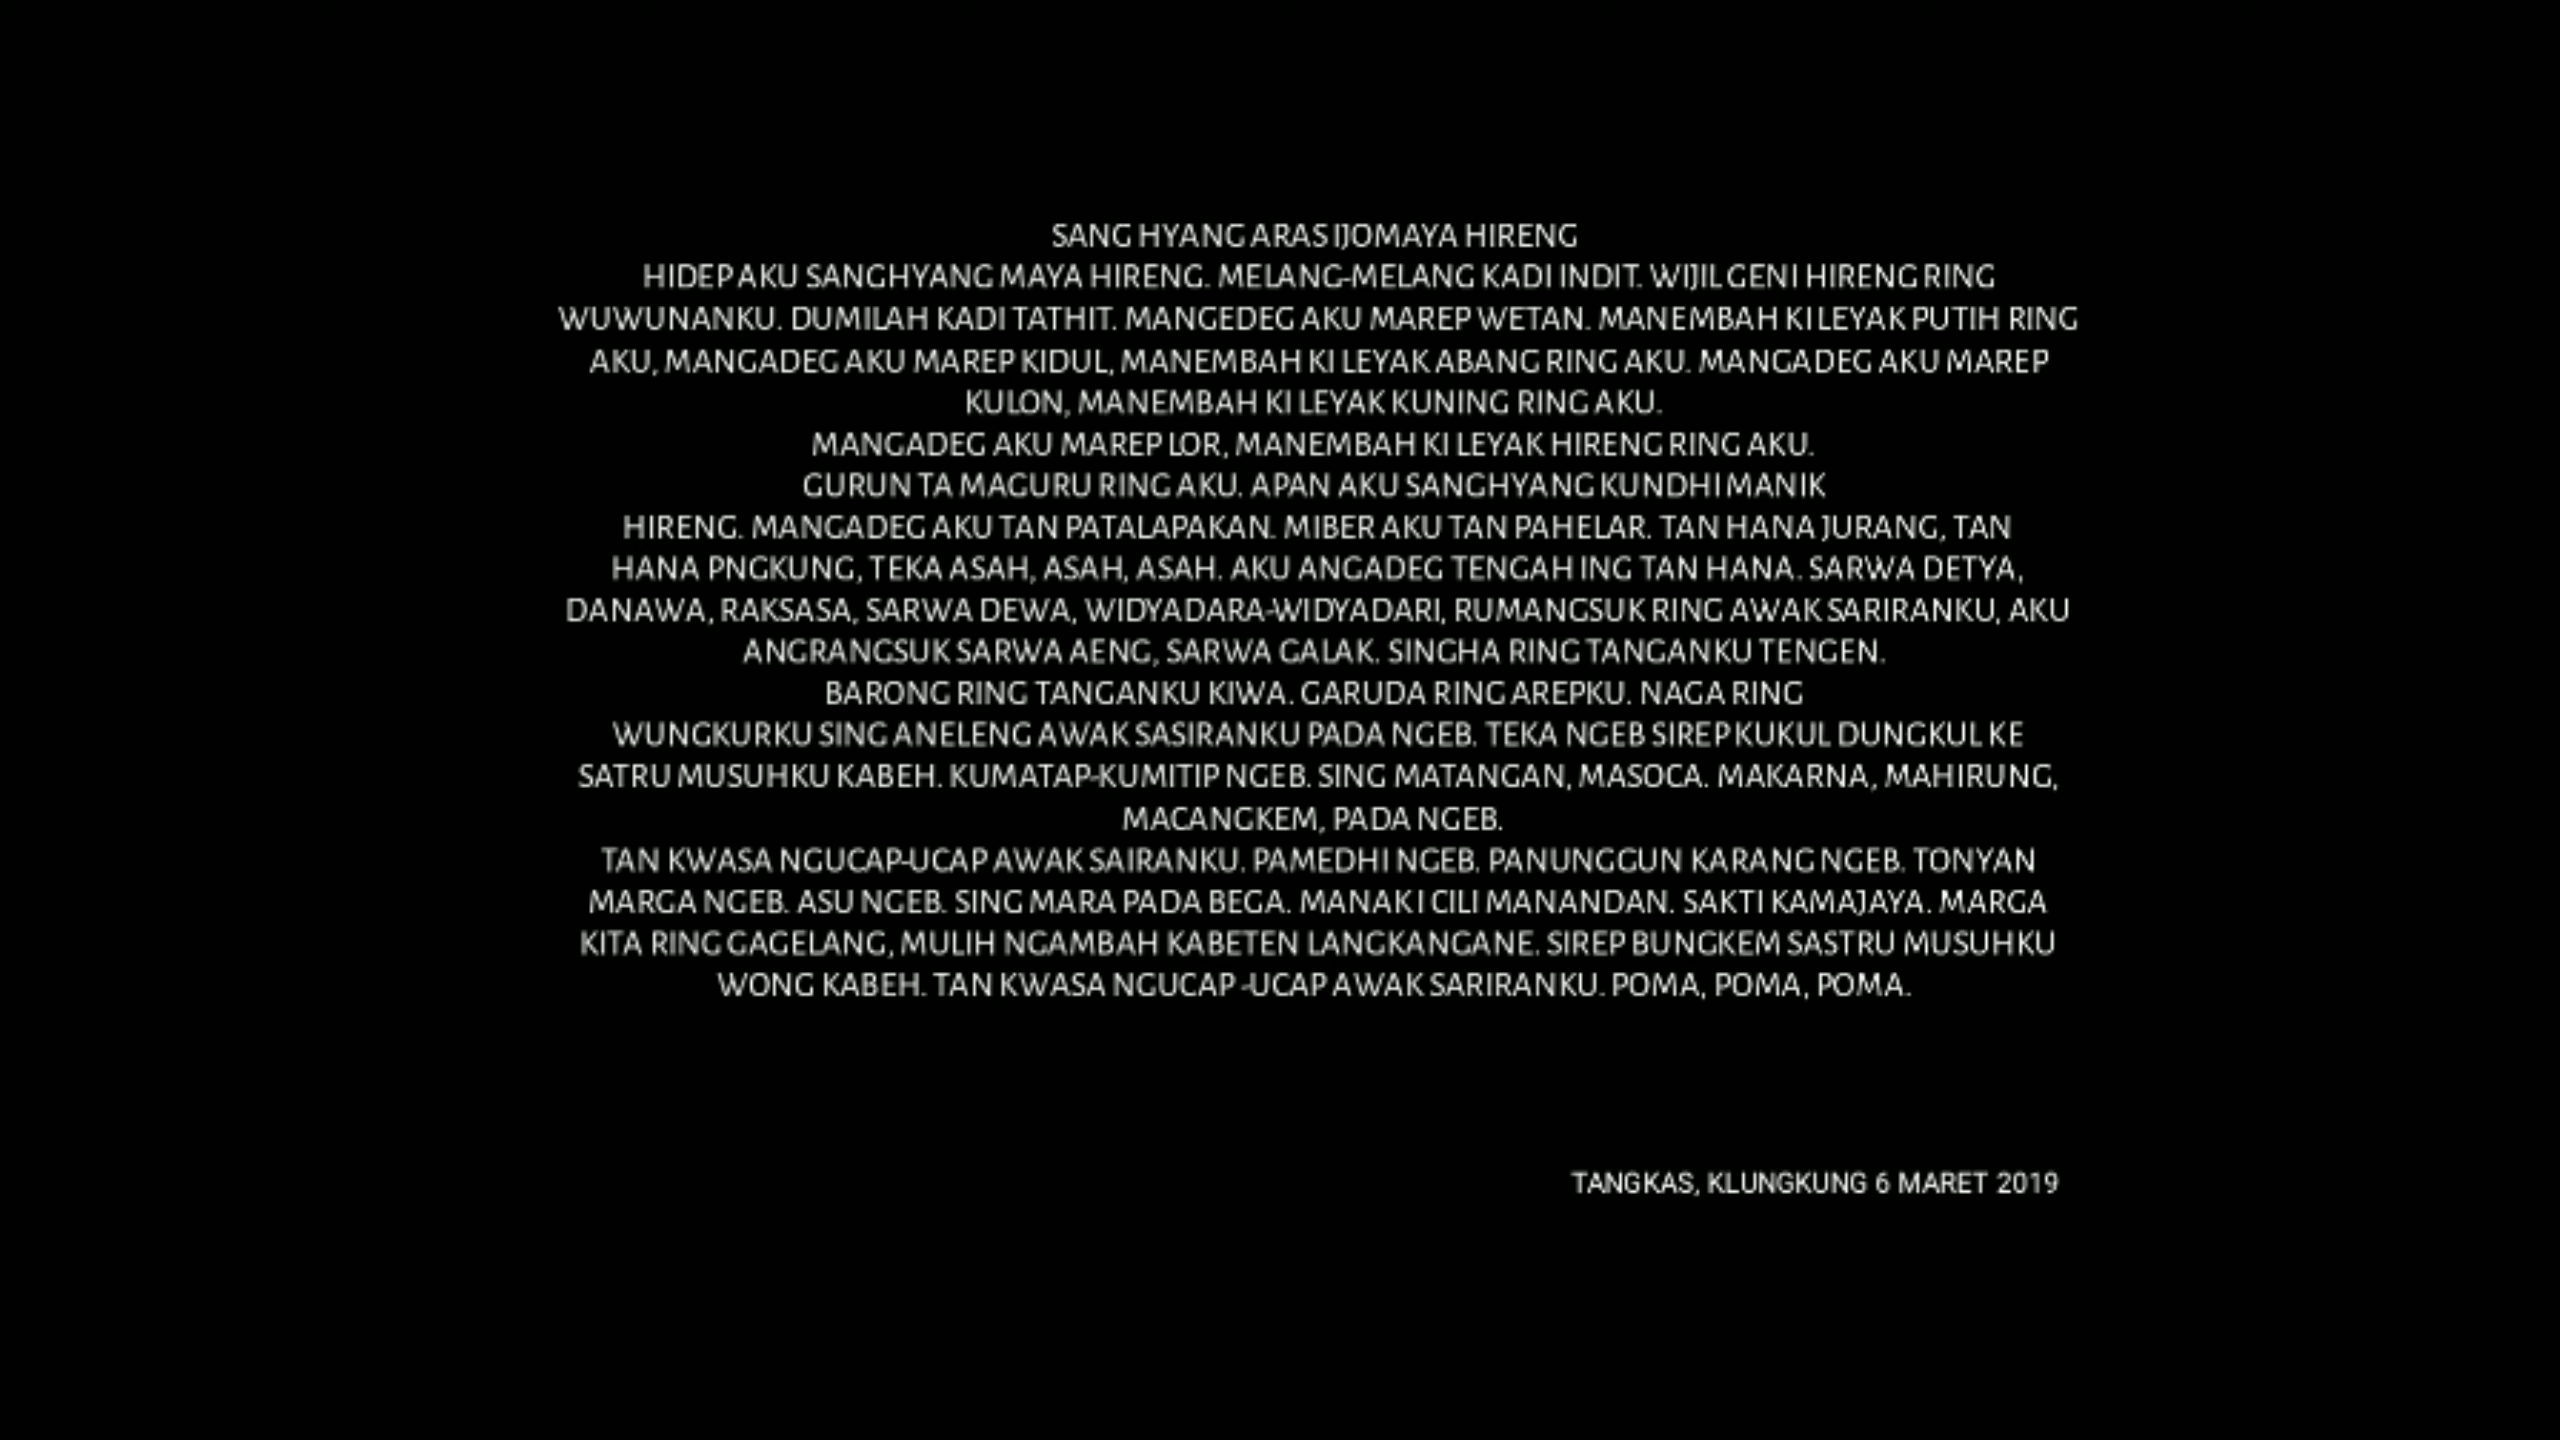 SANG HYANG ARAS IJOMAYA HIRENG
HIDEP AKU SANGHYANG MAYA HIRENG. MELANG-MELANG KADI INDIT. WIJIL GENI HIRENG RING
WUWUNANKU. DUMILAH KADI TATHIT. MANGEDEG AKU MAREP WETAN. MANEMBAH KI LEYAK PUTIH RING
AKU, MANGADEG AKU MAREP KIDUL, MANEMBAH KI LEYAK ABANG RING AKU. MANGADEG AKU MAREP
KULON, MANEMBAH KI LEYAK KUNING RING AKU.
MANGADEG AKU MAREP LOR, MANEMBAH KI LEYAK HIRENG RING AKU.
GURUN TA MAGURU RING AKU. APAN AKU SANGHYANG KUNDHI MANIK
HIRENG. MANGADEG AKU TAN PATALAPAKAN. MIBER AKU TAN PAHELAR. TAN HANA JURANG, TAN
HANA PNGKUNG, TEKA ASAH, ASAH, ASAH. AKU ANGADEG TENGAH ING TAN HANA. SARWA DETYA,
DANAWA, RAKSASA, SARWA DEWA, WIDYADARA-WIDYADARI, RUMANGSUK RING AWAK SARIRANKU, AKU
ANGRANGSUK SARWA AENG, SARWA GALAK. SINGHA RING TANGANKU TENGEN.
BARONG RING TANGANKU KIWA. GARUDA RING AREPKU. NAGA RING
WUNGKURKU SING ANELENG AWAK SASIRANKU PADA NGEB. TEKA NGEB SIREP KUKUL DUNGKUL KE
SATRU MUSUHKU KABEH. KUMATAP-KUMITIP NGEB. SING MATANGAN, MASOCA. MAKARNA, MAHIRUNG,
MACANGKEM, PADA NGEB.
TAN KWASA NGUCAP-UCAP AWAK SAIRANKU. PAMEDHI NGEB. PANUNGGUN KARANG NGEB. TONYAN
MARGA NGEB. ASU NGEB. SING MARA PADA BEGA. MANAK I CILI MANANDAN. SAKTI KAMAJAYA. MARGA
KITA RING GAGELANG, MULIH NGAMBAH KABETEN LANGKANGANE. SIREP BUNGKEM SASTRU MUSUHKU
WONG KABEH. TAN KWASA NGUCAP -UCAP AWAK SARIRANKU. POMA, POMA, POMA.
TANGKAS, KLUNGKUNG 6 MARET 2019